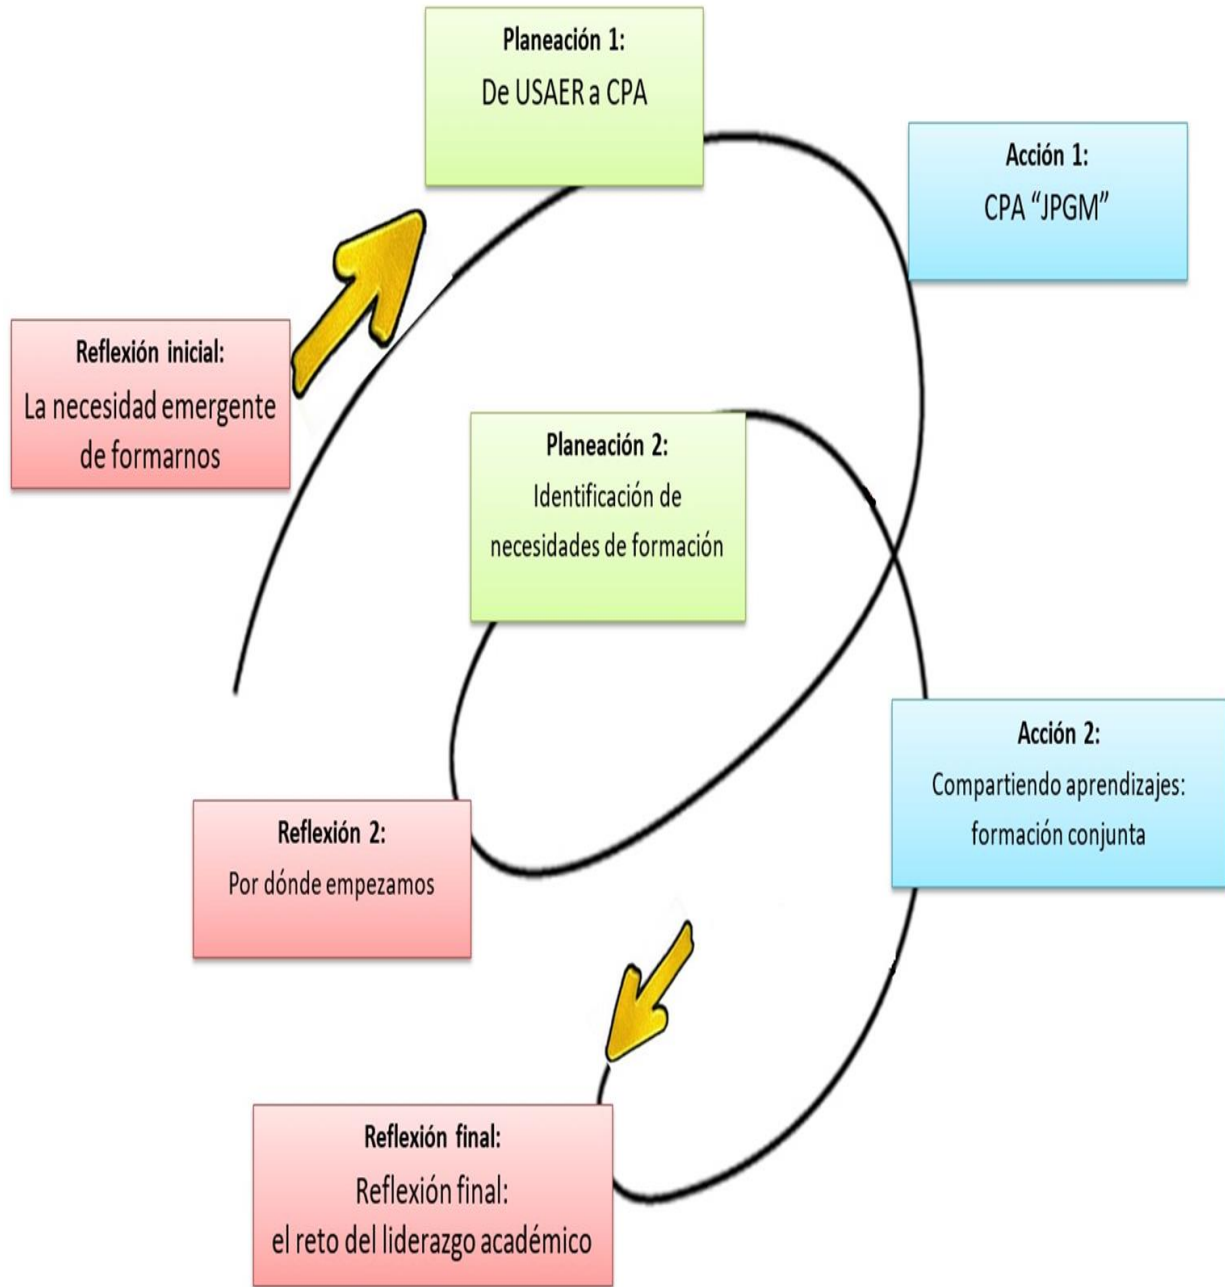 Planeación 1:
De USAER a CPA
Acción 1:
CPA “JPGM”
Reflexión inicial:
La necesidad emergente
de formarnos
Planeación 2:
Identificación de
necesidades de formación
Acción 2:
Compartiendo aprendizajes:
formación conjunta
Reflexión 2:
Por dónde empezamos
Reflexión final:
Reflexión final:
el reto del liderazgo académico